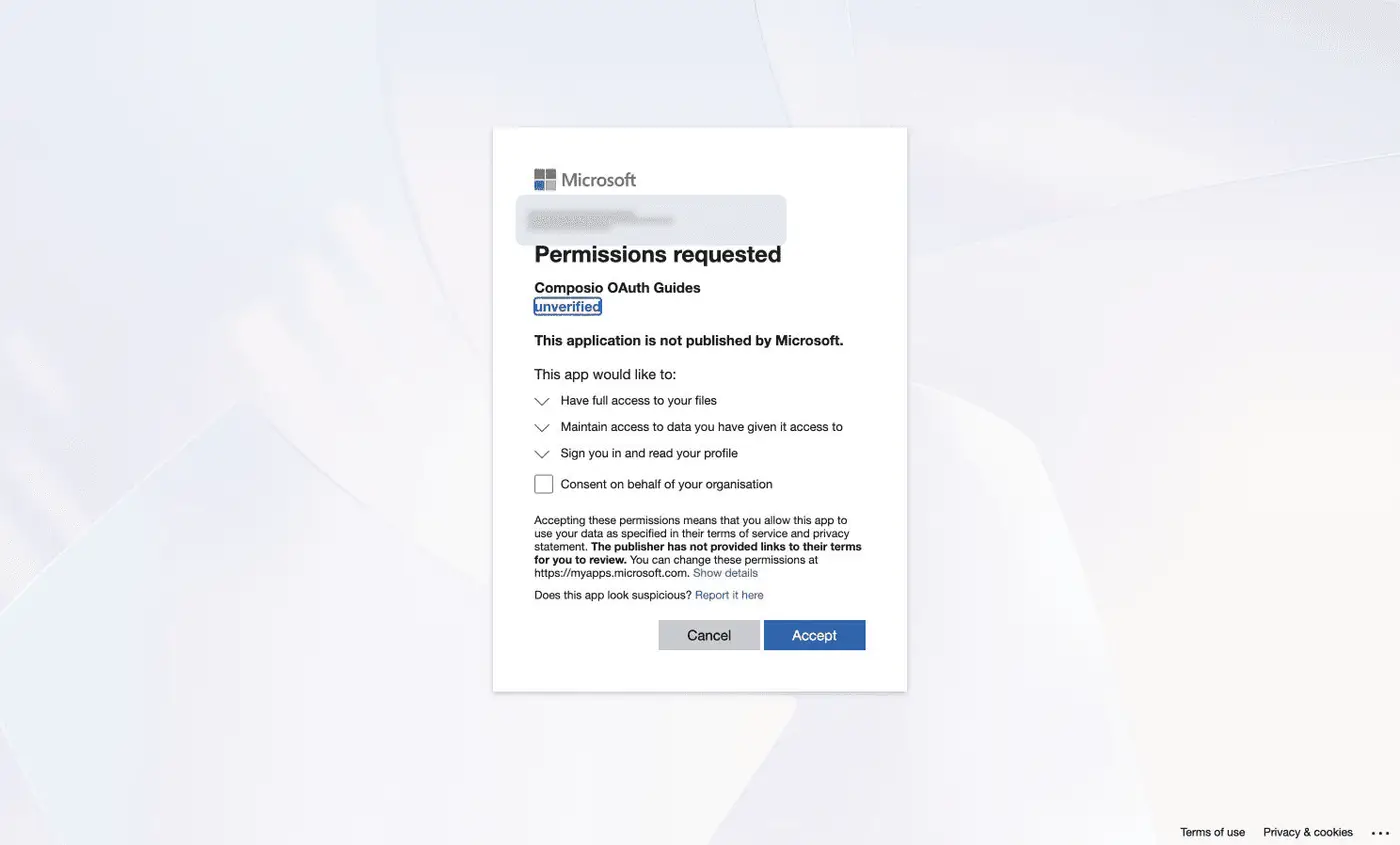 Microsoft
Permissions requested
Composio OAuth Guides
unverified
This application is not published by Microsoft.
This app would like to:
Have full access to your files
Maintain access to data you have given it access to
Sign you in and read your profile
Consent on behalf of your organisation
Accepting these permissions means that you allow this app to
use your data as specified in their terms of service and privacy
statement. The publisher has not provided links to their terms
for you to review. You can change these permissions at
https://myapps.microsoft.com. Show details
Does this app look suspicious? Report it here
Cancel Accept
Terms of use Privacy & cookies ...